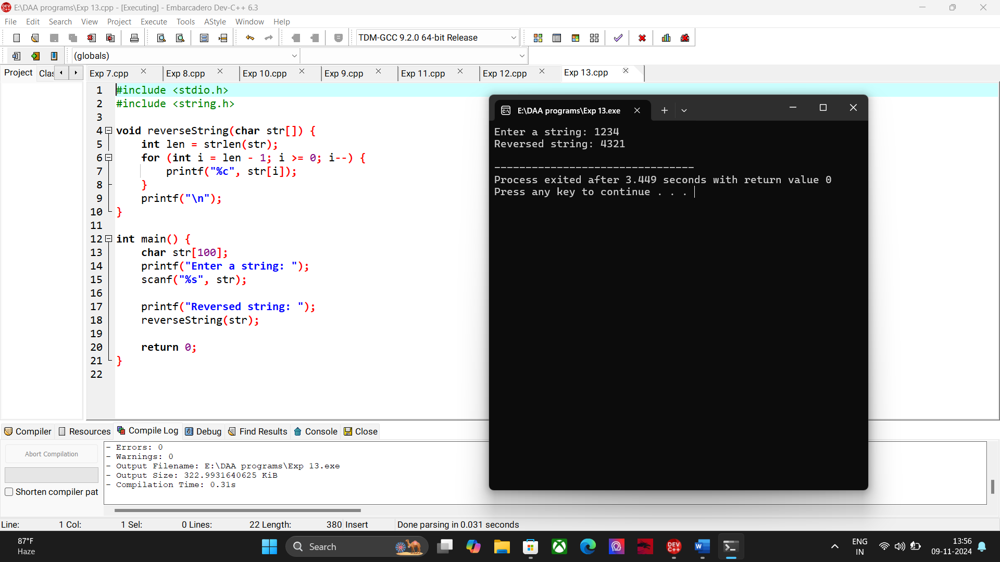 E:\DAA programs\Exp 13.cpp - [Executing] - Embarcadero Dev-C++ 6.3
File Edit Search View Project Execute Tools AStyle Window Help
TDM-GCC 9.2.0 64-bit Release
(globals)
Project Clas Exp 7.cpp Exp 8.cpp Exp 10.cpp Exp 9.cpp Exp 11.cpp Exp 12.cpp Exp 13.cpp
1 #include <stdio.h>
2 #include <string.h>
3
4 void reverseString(char str[]) {
5 int len = strlen(str);
6 for (int i = len - 1; i >= 0; i--) {
7 printf("%c", str[i]);
8 }
9 printf("\n");
10 }
11
12 int main() {
13 char str[100];
14 printf("Enter a string: ");
15 scanf("%s", str);
16
17 printf("Reversed string: ");
18 reverseString(str);
19
20 return 0;
21 }
22
E:\DAA programs\Exp 13.exe
Enter a string: 1234
Reversed string: 4321
--------------------------------
Process exited after 3.449 seconds with return value 0
Press any key to continue . . .
Compiler Resources Compile Log Debug Find Results Console Close
Abort Compilation
Shorten compiler pat
- Errors: 0
- Warnings: 0
- Output Filename: E:\DAA programs\Exp 13.exe
- Output Size: 322.9931640625 KiB
- Compilation Time: 0.31s
Line: 1 Col: 1 Sel: 0 Lines: 22 Length: 380 Insert Done parsing in 0.031 seconds
87°F
Haze
Search
DEV C++
ENG
IN
13:56
09-11-2024